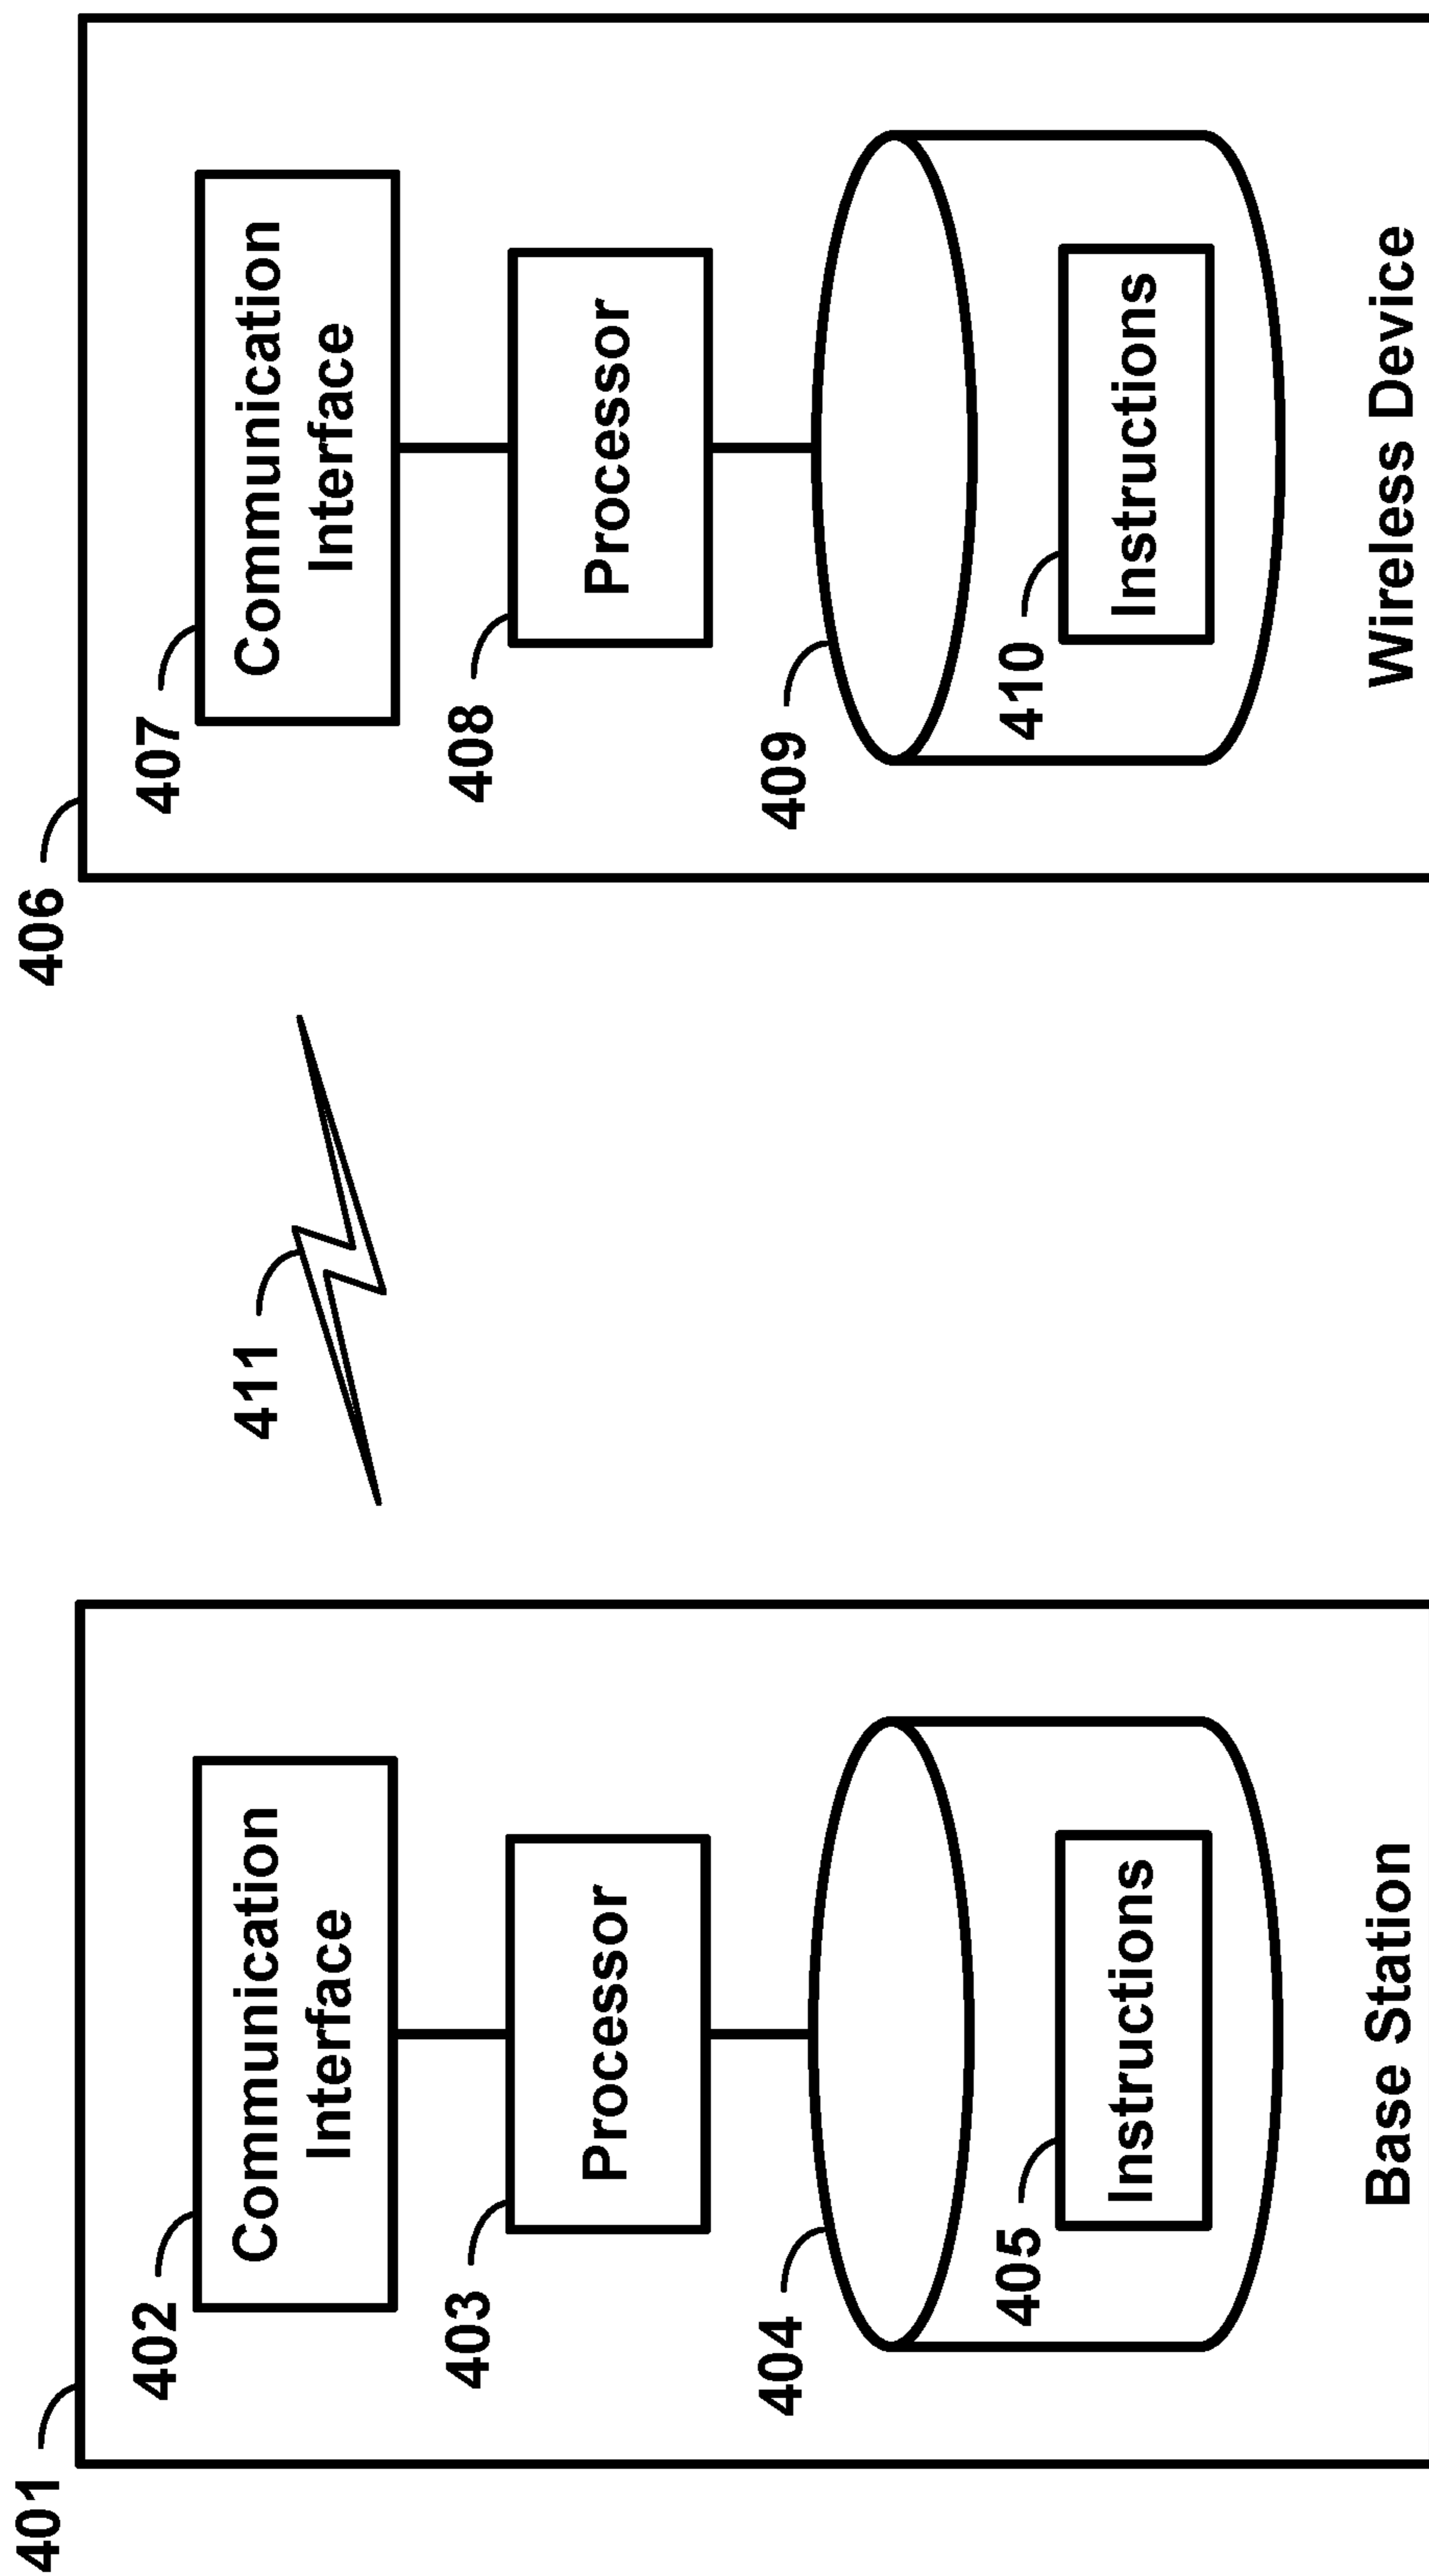 401
402
Communication
Interface
403
Processor
404
405
Instructions
Base Station
411
406
407
Communication
Interface
408
Processor
409
410
Instructions
Wireless Device